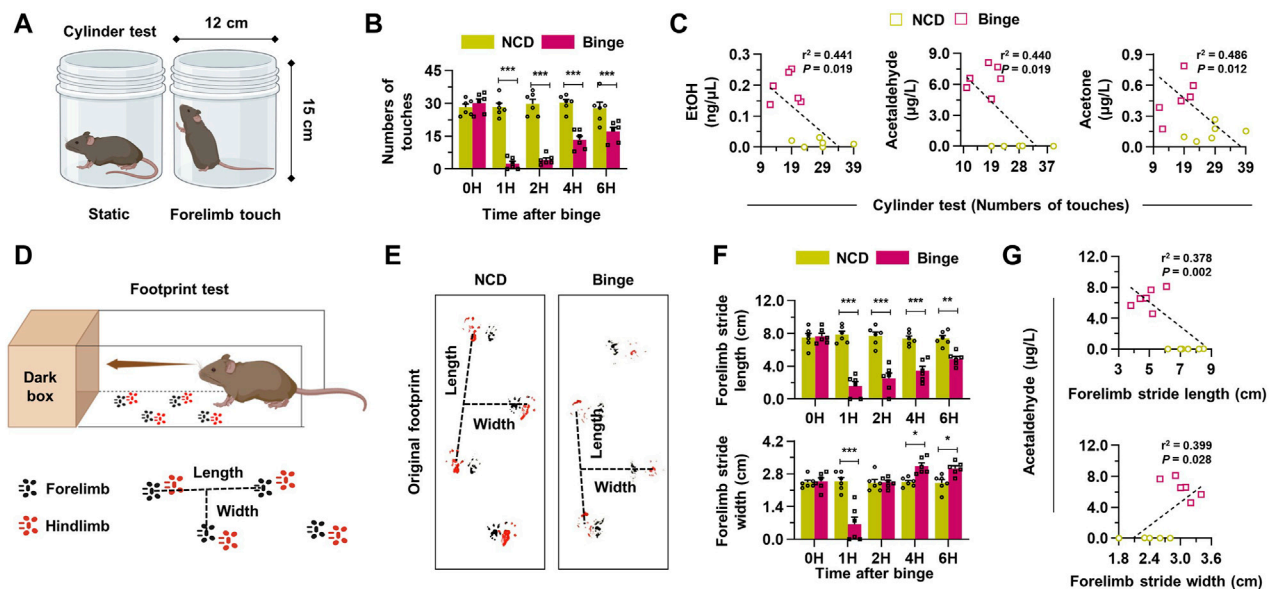 A
Cylinder test
12 cm
15 cm
Static
Forelimb touch
B
NCD
Binge
Numbers of
touches
45
30
15
0
***
***
***
***
0H
1H
2H
4H
6H
Time after binge
C
NCD
Binge
EtOH
(ng/µL)
0.3
0.2
0.1
0.0
r² = 0.441
P = 0.019
9
19
29
39
Acetaldehyde
(µg/L)
9.0
6.0
3.0
0.0
r² = 0.440
P = 0.019
10
19
28
37
Acetone
(µg/L)
0.9
0.6
0.3
0.0
r² = 0.486
P = 0.012
9
19
29
39
Cylinder test (Numbers of touches)
D
Footprint test
Dark
box
Forelimb
Hindlimb
Length
Width
E
NCD
Binge
Original footprint
Length
Width
Length
Width
F
NCD
Binge
Forelimb stride
length (cm)
12.0
8.0
4.0
0.0
***
***
***
**
0H
1H
2H
4H
6H
Forelimb stride
width (cm)
4.2
2.8
1.4
0.0
***
*
*
0H
1H
2H
4H
6H
Time after binge
G
Acetaldehyde (µg/L)
12.0
8.0
4.0
0.0
r² = 0.378
P = 0.002
3
5
7
9
Forelimb stride length (cm)
12.0
8.0
4.0
0.0
r² = 0.399
P = 0.028
1.8
2.4
3.0
3.6
Forelimb stride width (cm)